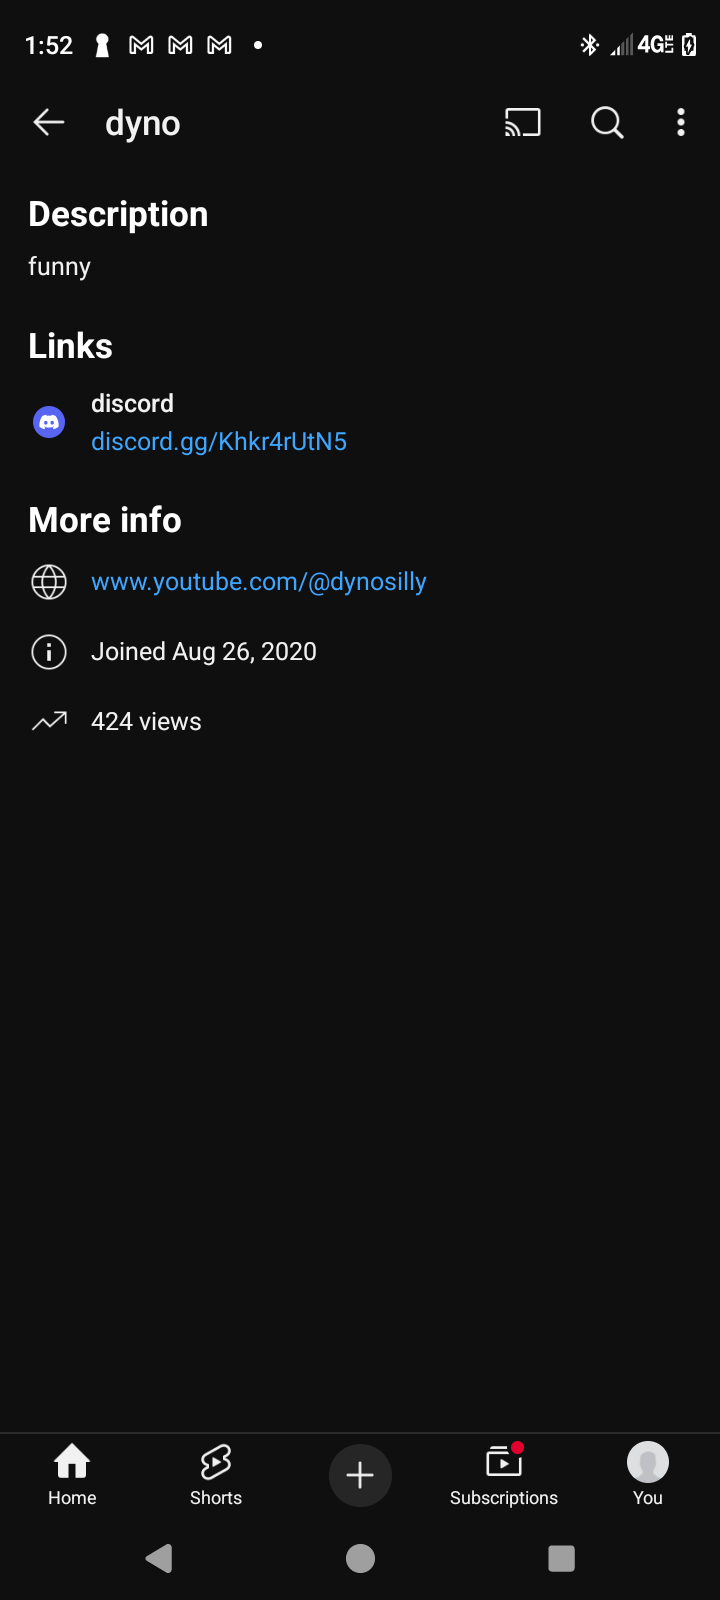 1:52
4G LTE
dyno
Description
funny
Links
discord
discord.gg/Khkr4rUtN5
More info
www.youtube.com/@dynosilly
Joined Aug 26, 2020
424 views
Home
Shorts
Subscriptions
You